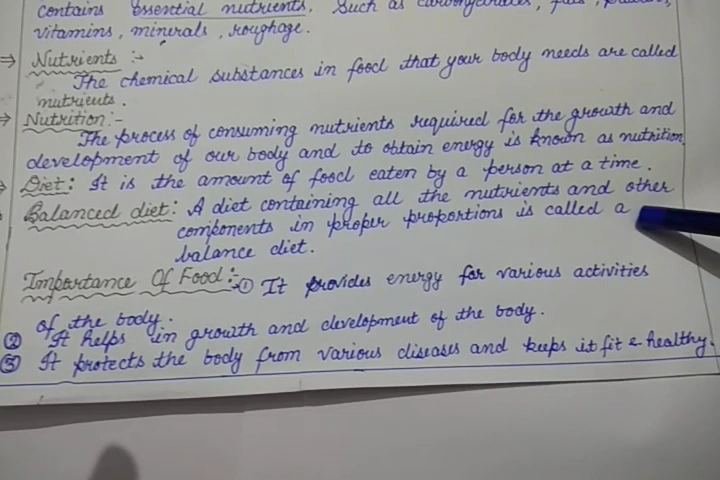 contains essential nutrients. Such as carbohydrates, fats, protein,
vitamins, minerals, roughage.
⇒ Nutrients :-
The chemical substances in food that your body needs are called
nutrients.
→ Nutrition:-
The process of consuming nutrients required for the growth and
development of our body and to obtain energy is known as nutrition.
Diet: It is the amount of food eaten by a person at a time.
Balanced diet: A diet containing all the nutrients and other
components in proper proportions is called a
balance diet.
Importance Of Food:- ① It provides energy for various activities
of the body.
② It helps in growth and development of the body.
③ It protects the body from various diseases and keeps it fit & healthy.